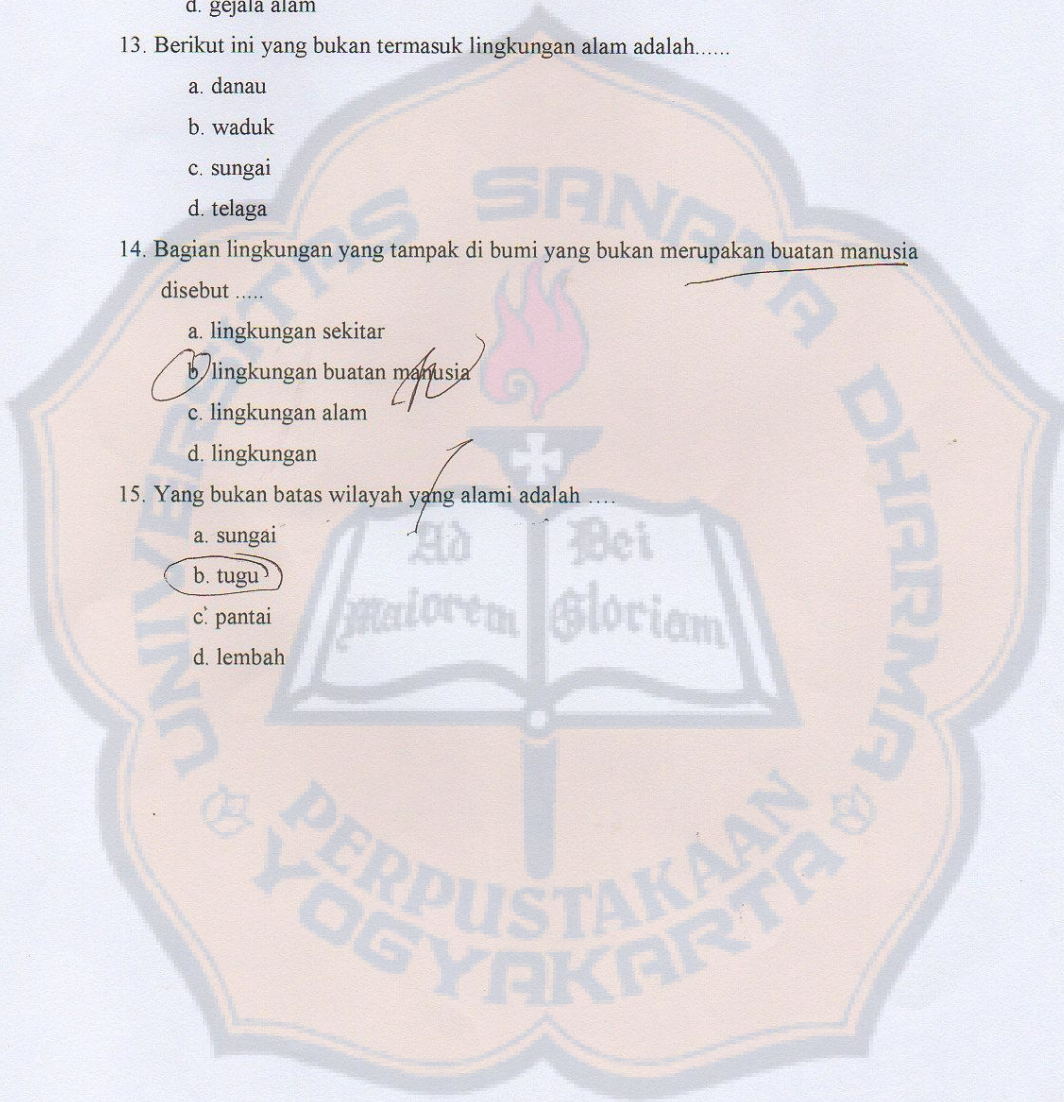 d. gejala alam
13. Berikut ini yang bukan termasuk lingkungan alam adalah......
a. danau
b. waduk
c. sungai
d. telaga
14. Bagian lingkungan yang tampak di bumi yang bukan merupakan buatan manusia
disebut .....
a. lingkungan sekitar
b lingkungan buatan manusia
c. lingkungan alam
d. lingkungan
15. Yang bukan batas wilayah yang alami adalah ....
a. sungai
b. tugu
c. pantai
d. lembah
UNIVERSITAS SANATA DHARMA
Ad Dei
maiorem Gloriam
PERPUSTAKAAN
YOGYAKARTA